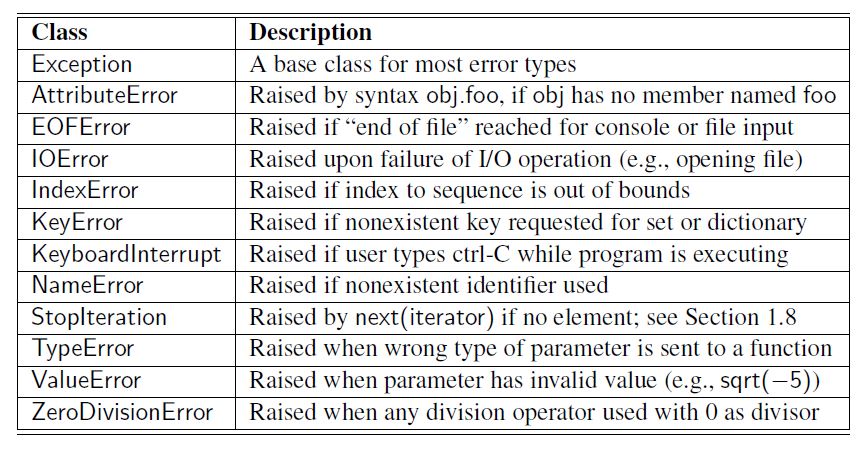 Class Description
Exception A base class for most error types
AttributeError Raised by syntax obj.foo, if obj has no member named foo
EOFError Raised if “end of file” reached for console or file input
IOError Raised upon failure of I/O operation (e.g., opening file)
IndexError Raised if index to sequence is out of bounds
KeyError Raised if nonexistent key requested for set or dictionary
KeyboardInterrupt Raised if user types ctrl-C while program is executing
NameError Raised if nonexistent identifier used
StopIteration Raised by next(iterator) if no element; see Section 1.8
TypeError Raised when wrong type of parameter is sent to a function
ValueError Raised when parameter has invalid value (e.g., sqrt(−5))
ZeroDivisionError Raised when any division operator used with 0 as divisor